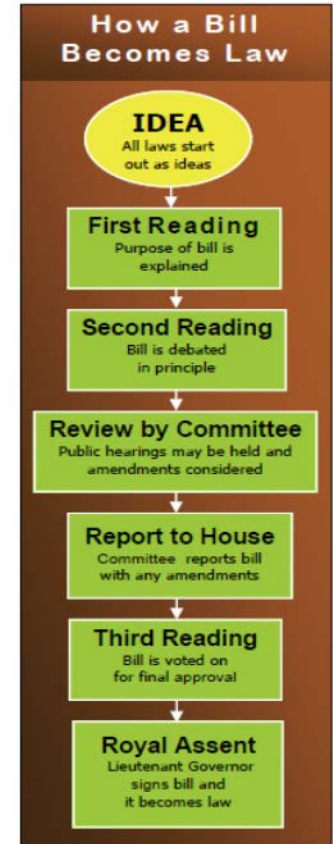 How a Bill
Becomes Law
IDEA
All laws start
out as ideas
First Reading
Purpose of bill is
explained
Second Reading
Bill is debated
in principle
Review by Committee
Public hearings may be held and
amendments considered
Report to House
Committee reports bill
with any amendments
Third Reading
Bill is voted on
for final approval
Royal Assent
Lieutenant Governor
signs bill and
it becomes law